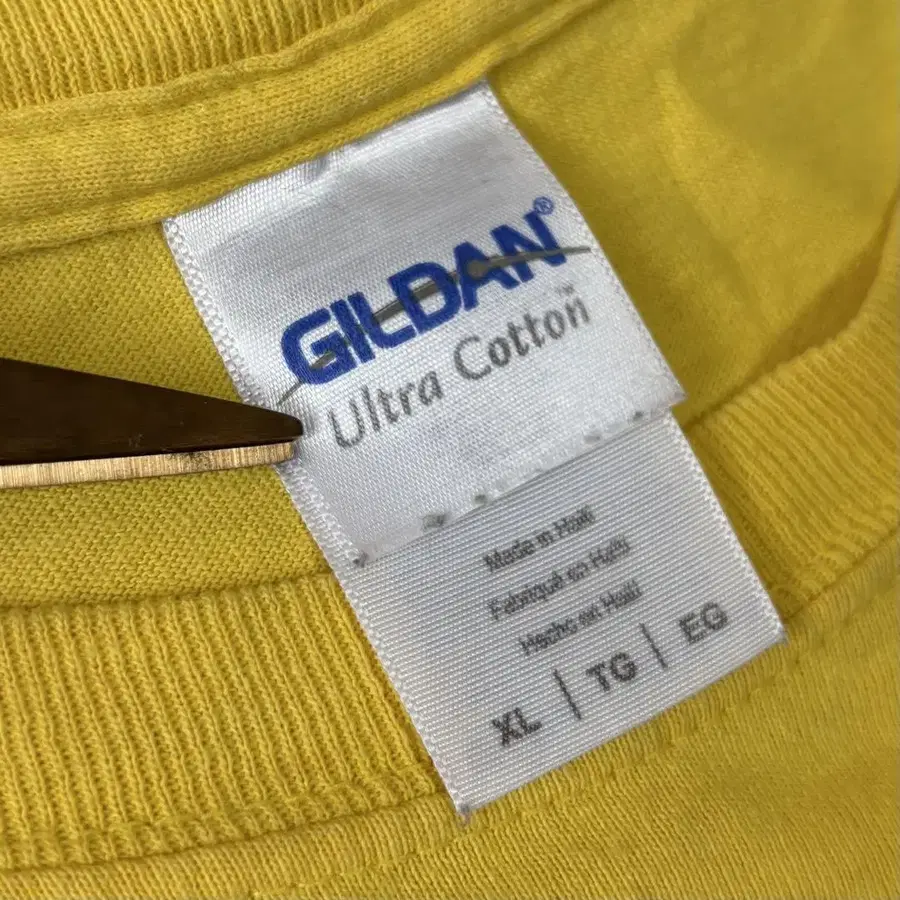 GILDAN®
Ultra Cotton™
Made in Haiti
Fabriqué en Haïti
Hecho en Haití
XL | TG | EG